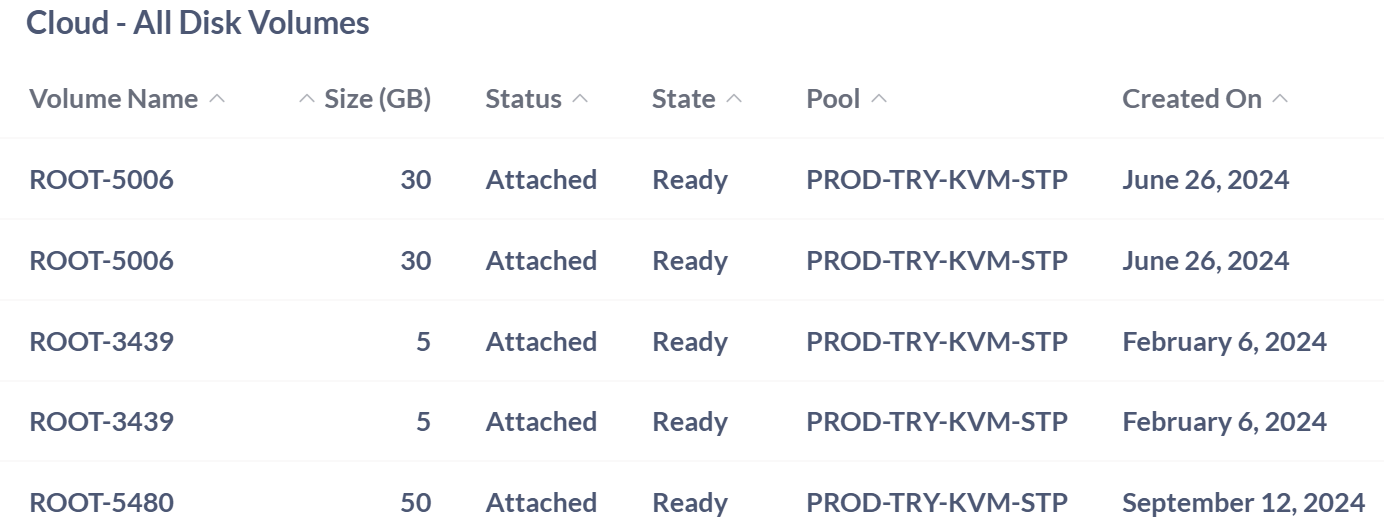 Cloud - All Disk Volumes
Volume Name Size (GB) Status State Pool Created On
ROOT-5006 30 Attached Ready PROD-TRY-KVM-STP June 26, 2024
ROOT-5006 30 Attached Ready PROD-TRY-KVM-STP June 26, 2024
ROOT-3439 5 Attached Ready PROD-TRY-KVM-STP February 6, 2024
ROOT-3439 5 Attached Ready PROD-TRY-KVM-STP February 6, 2024
ROOT-5480 50 Attached Ready PROD-TRY-KVM-STP September 12, 2024